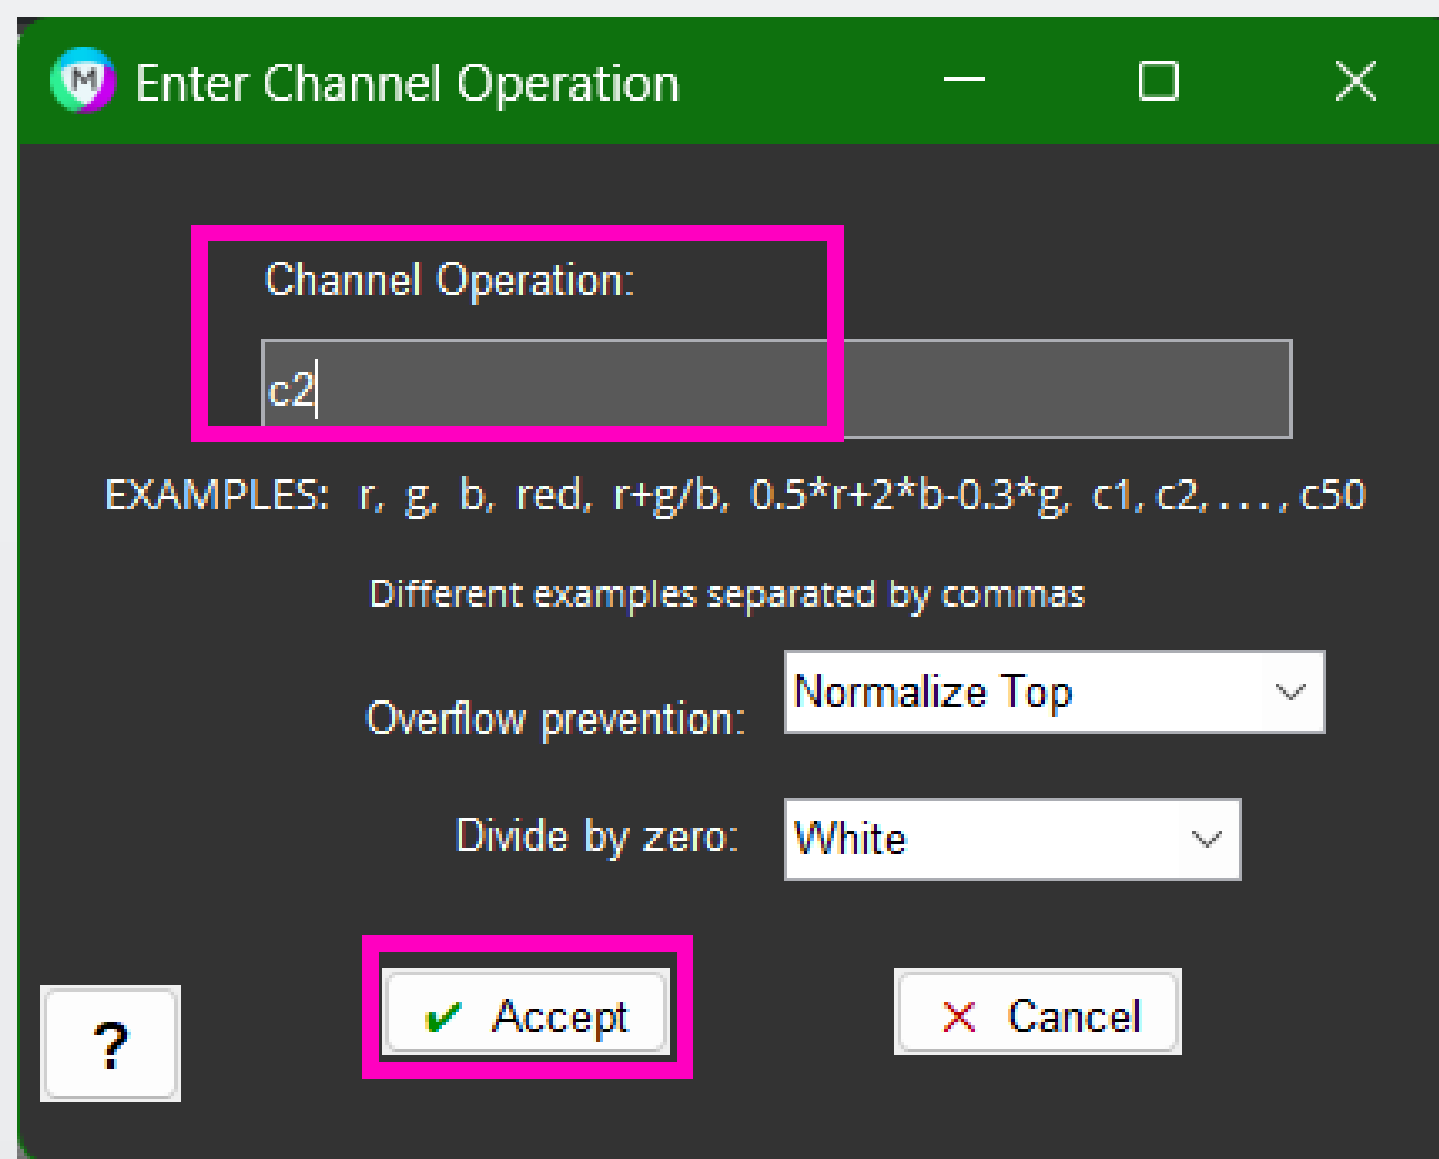 M Enter Channel Operation
Channel Operation:
c2
EXAMPLES: r, g, b, red, r+g/b, 0.5*r+2*b-0.3*g, c1, c2, . . . , c50
Different examples separated by commas
Overflow prevention: Normalize Top
Divide by zero: White
? ✔ Accept ✕ Cancel